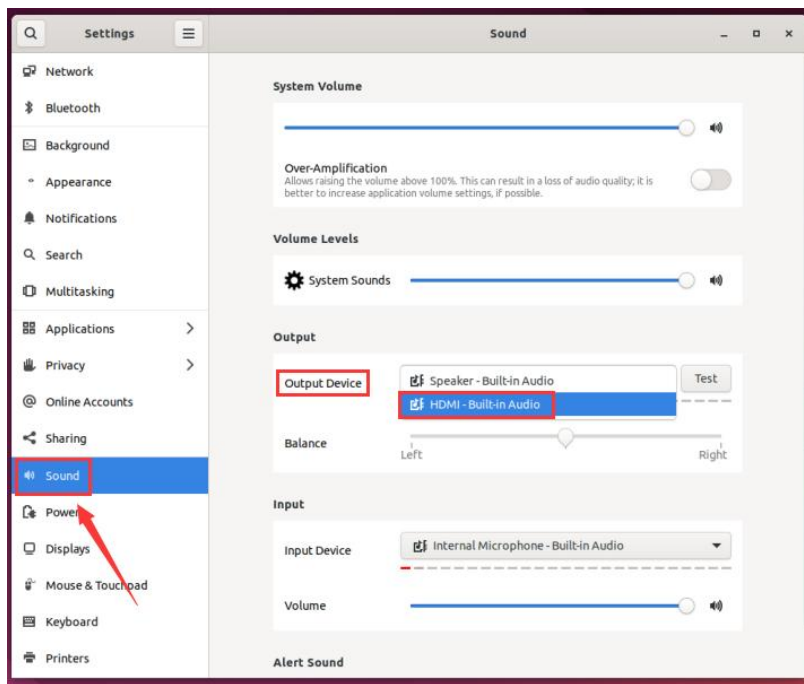 Settings
Sound
Network
Bluetooth
Background
Appearance
Notifications
Search
Multitasking
Applications
Privacy
Online Accounts
Sharing
Sound
Power
Displays
Mouse & Touchpad
Keyboard
Printers
System Volume
Over-Amplification
Allows raising the volume above 100%. This can result in a loss of audio quality; it is
better to increase application volume settings, if possible.
Volume Levels
System Sounds
Output
Output Device
Speaker - Built-in Audio
HDMI - Built-in Audio
Test
Balance
Left
Right
Input
Input Device
Internal Microphone - Built-in Audio
Volume
Alert Sound